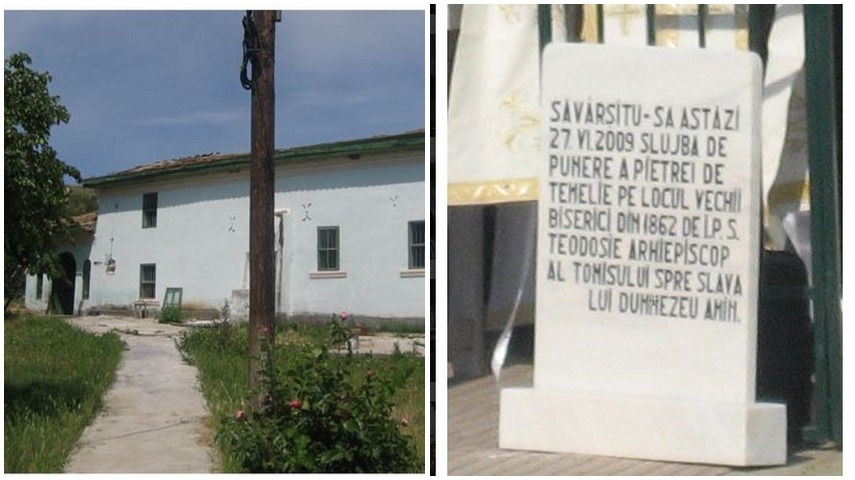 SĂVÂRȘITU-SA ASTĂZI
27.VI.2009 SLUJBA DE
PUNERE A PIETREI DE
TEMELIE PE LOCUL VECHII
BISERICI DIN 1862 DE Î.P.S.
TEODOSIE ARHIEPISCOP
AL TOMISULUI SPRE SLAVA
LUI DUMNEZEU AMIN.